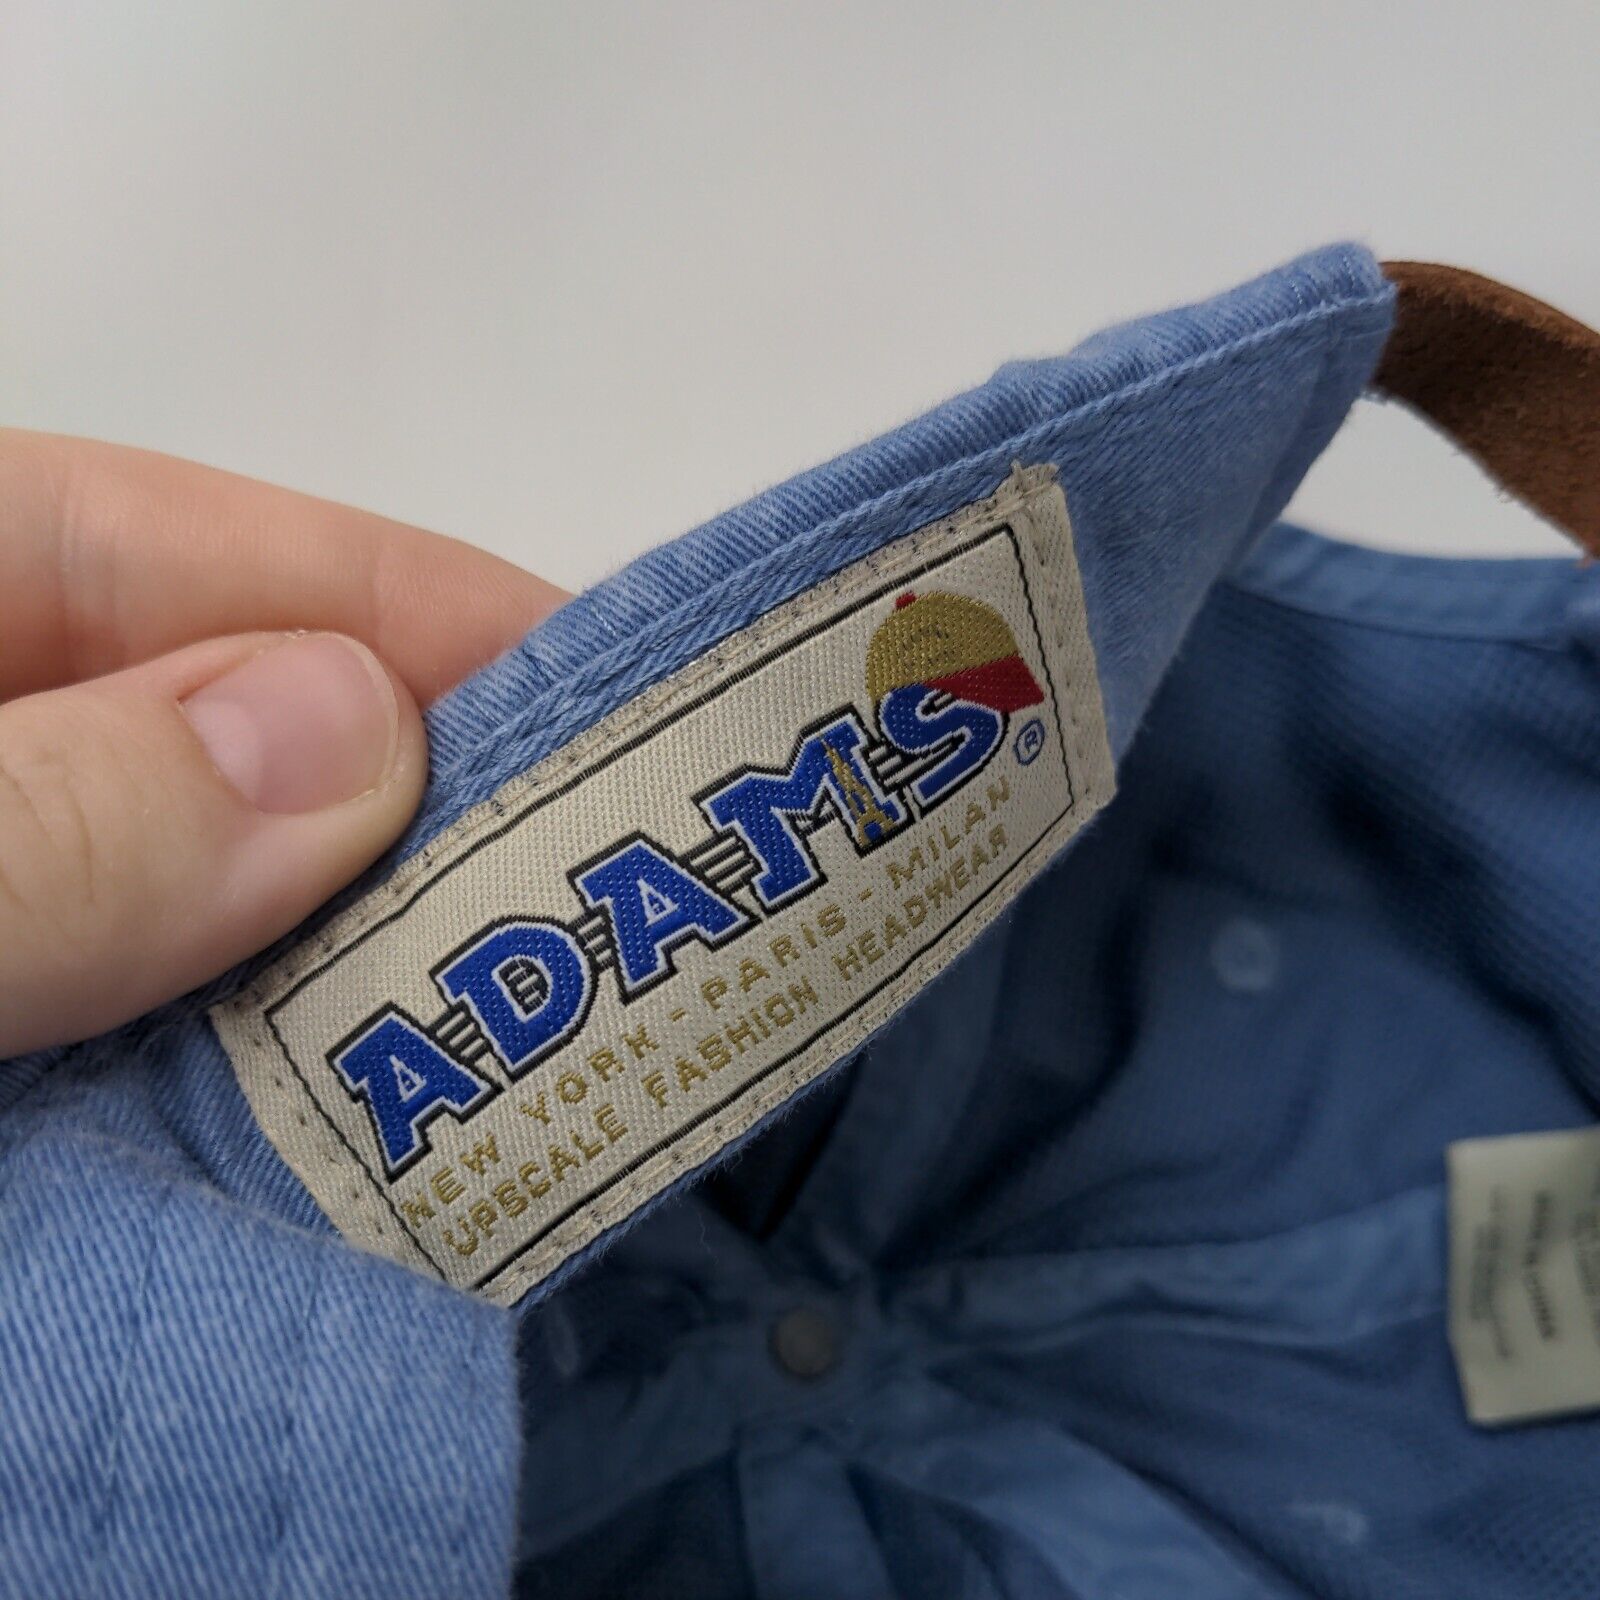 ADAMS®
NEW YORK - PARIS - MILAN
UPSCALE FASHION HEADWEAR